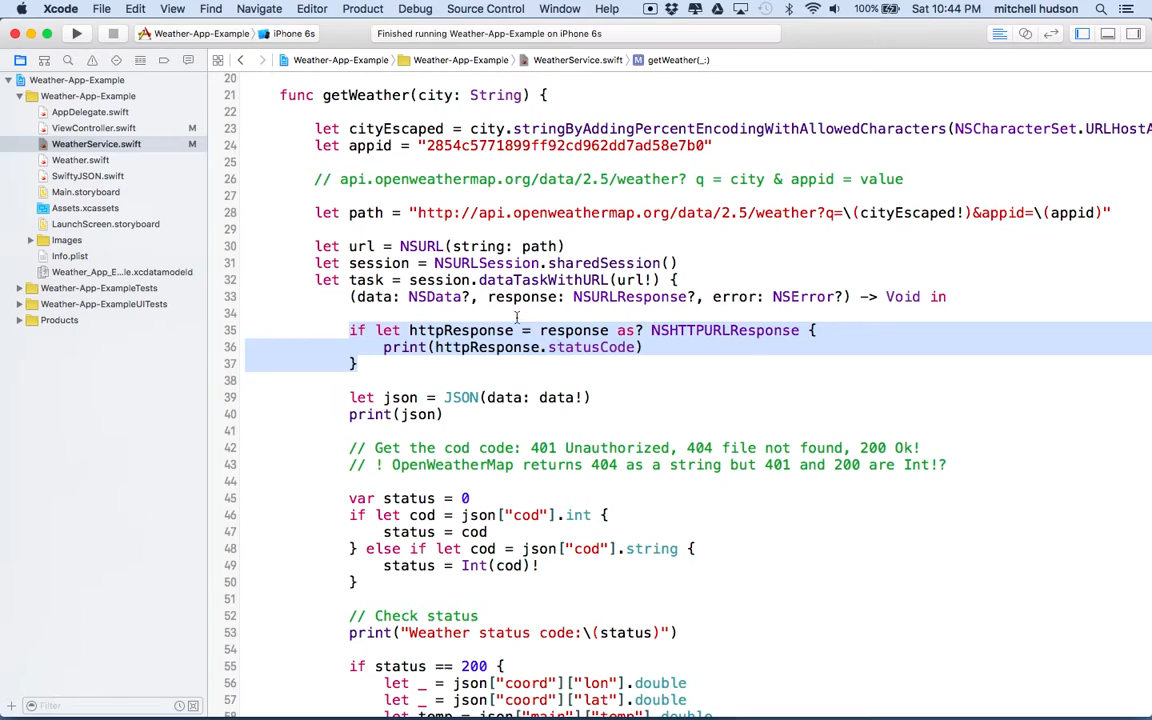 Xcode File Edit View Find Navigate Editor Product Debug Source Control Window Help 100% Sat 10:44 PM mitchell hudson
Weather-App-Example iPhone 6s Finished running Weather-App-Example on iPhone 6s
Weather-App-Example Weather-App-Example WeatherService.swift M getWeather(_:)
Weather-App-Example
Weather-App-Example
AppDelegate.swift
ViewController.swift M
WeatherService.swift M
Weather.swift
SwiftyJSON.swift
Main.storyboard
Assets.xcassets
LaunchScreen.storyboard
Images
Info.plist
Weather_App_E...le.xcdatamodeld
Weather-App-ExampleTests
Weather-App-ExampleUITests
Products
Filter
20
21 func getWeather(city: String) {
22
23 let cityEscaped = city.stringByAddingPercentEncodingWithAllowedCharacters(NSCharacterSet.URLHostA
24 let appid = "2854c5771899ff92cd962dd7ad58e7b0"
25
26 // api.openweathermap.org/data/2.5/weather? q = city & appid = value
27
28 let path = "http://api.openweathermap.org/data/2.5/weather?q=\(cityEscaped!)&appid=\(appid)"
29
30 let url = NSURL(string: path)
31 let session = NSURLSession.sharedSession()
32 let task = session.dataTaskWithURL(url!) {
33 (data: NSData?, response: NSURLResponse?, error: NSError?) -> Void in
34
35 if let httpResponse = response as? NSHTTPURLResponse {
36 print(httpResponse.statusCode)
37 }
38
39 let json = JSON(data: data!)
40 print(json)
41
42 // Get the cod code: 401 Unauthorized, 404 file not found, 200 Ok!
43 // ! OpenWeatherMap returns 404 as a string but 401 and 200 are Int!?
44
45 var status = 0
46 if let cod = json["cod"].int {
47 status = cod
48 } else if let cod = json["cod"].string {
49 status = Int(cod)!
50 }
51
52 // Check status
53 print("Weather status code:\(status)")
54
55 if status == 200 {
56 let _ = json["coord"]["lon"].double
57 let _ = json["coord"]["lat"].double
58 let temp = json["main"]["temp"].double